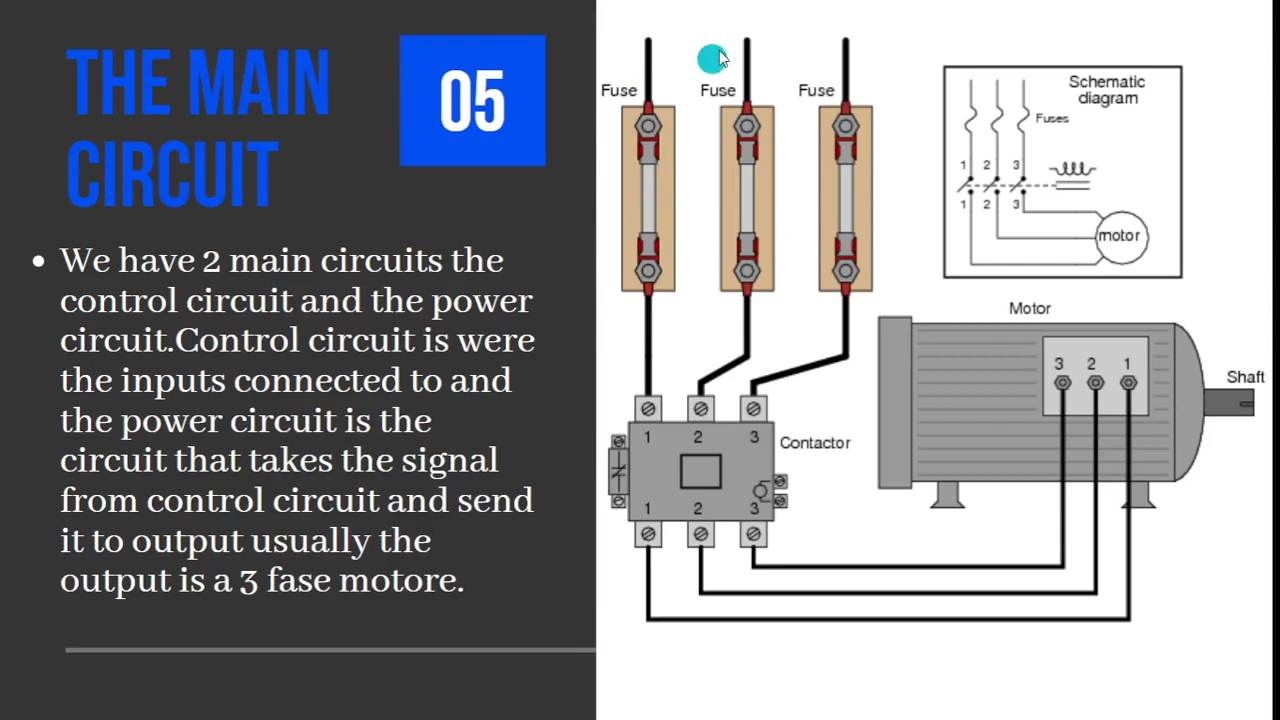 THE MAIN
CIRCUIT
05
We have 2 main circuits the
control circuit and the power
circuit.Control circuit is were
the inputs connected to and
the power circuit is the
circuit that takes the signal
from control circuit and send
it to output usually the
output is a 3 fase motore.
Fuse Fuse Fuse
Schematic
diagram
Fuses
1 2 3
1 2 3
motor
Motor
3 2 1
Shaft
1 2 3
Contactor
1 2 3